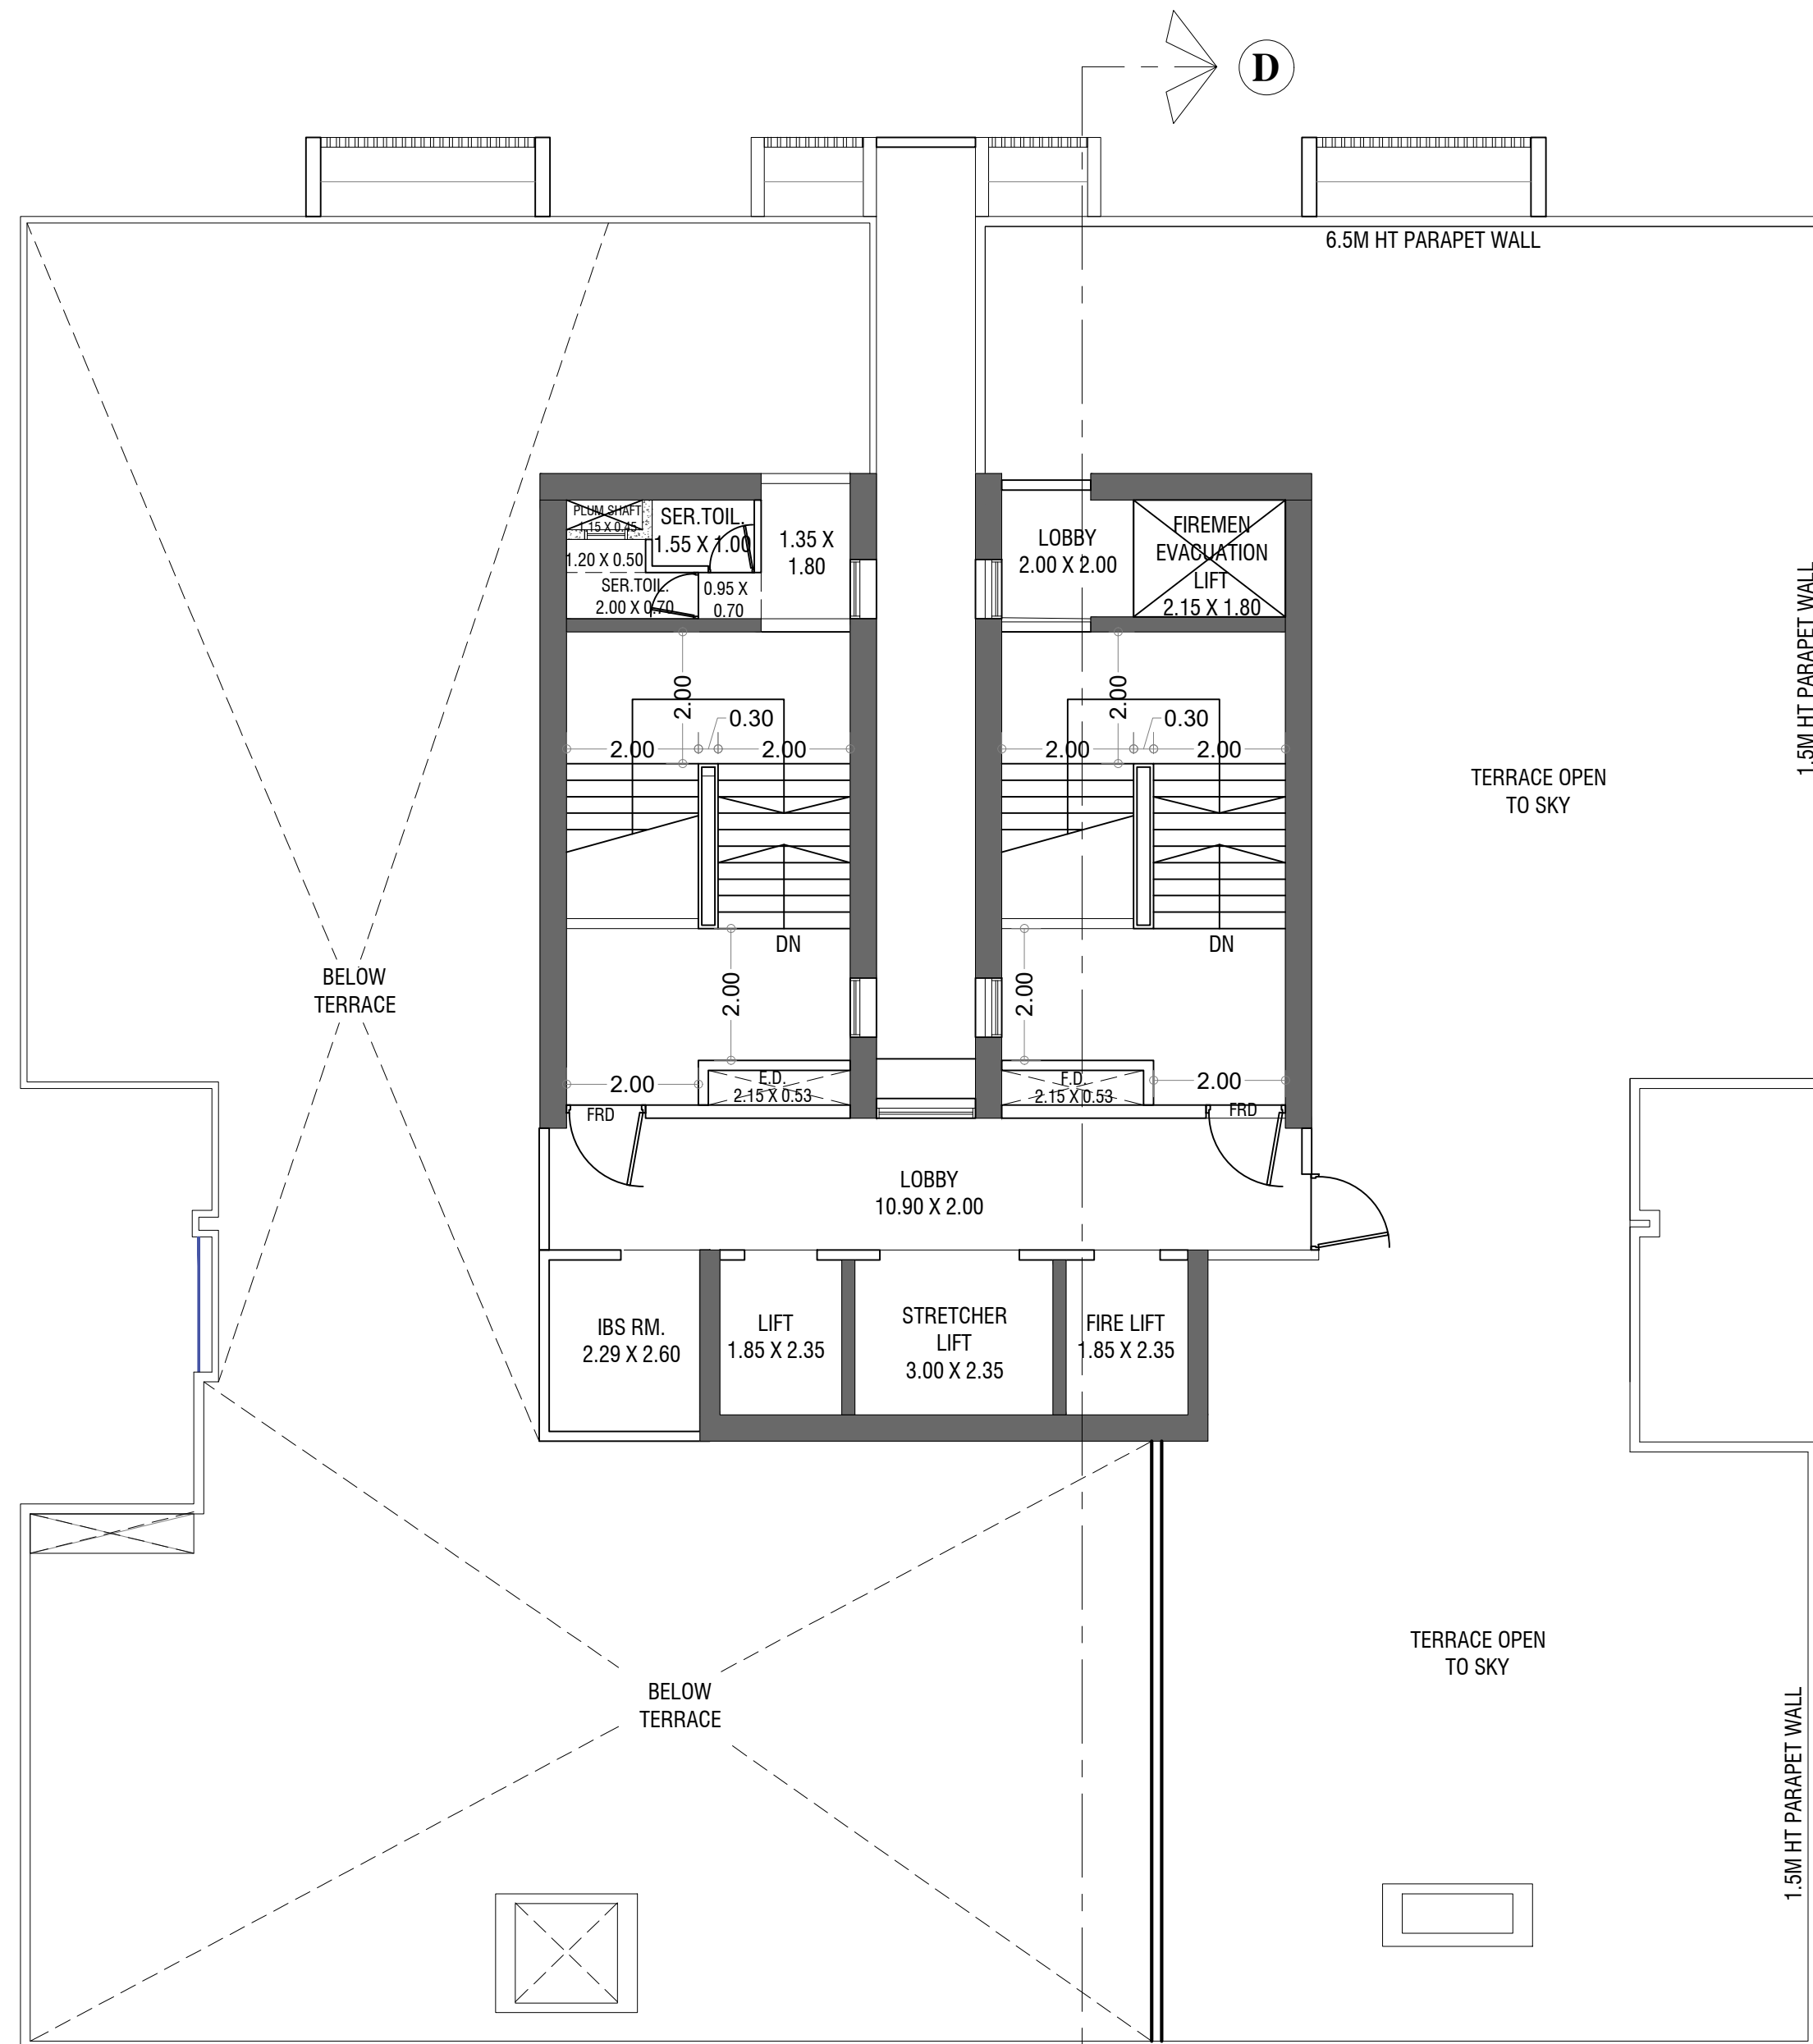 D
6.5M HT PARAPET WALL
PLUM.SHAFT
1.15 X 0.45
SER.TOIL.
1.55 X 1.00
1.35 X
1.80
1.20 X 0.50
SER.TOIL.
2.00 X 0.70
0.95 X
0.70
LOBBY
2.00 X 2.00
FIREMEN
EVACUATION
LIFT
2.15 X 1.80
1.5M HT PARAPET WALL
2.00
0.30
2.00
2.00
2.00
0.30
2.00
2.00
TERRACE OPEN
TO SKY
DN
DN
BELOW
TERRACE
2.00
2.00
2.00
E.D.
2.15 X 0.53
F.D.
2.15 X 0.53
2.00
FRD
FRD
LOBBY
10.90 X 2.00
IBS RM.
2.29 X 2.60
LIFT
1.85 X 2.35
STRETCHER
LIFT
3.00 X 2.35
FIRE LIFT
1.85 X 2.35
TERRACE OPEN
TO SKY
BELOW
TERRACE
1.5M HT PARAPET WALL